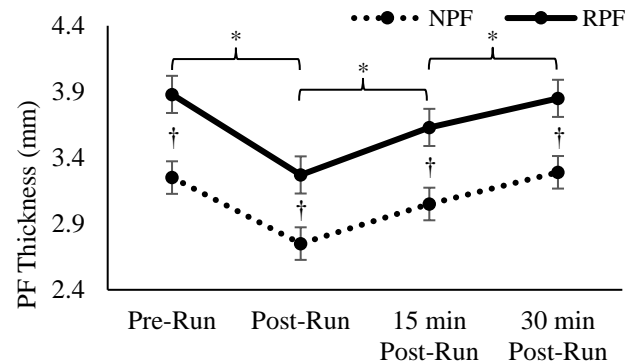 NPF RPF
4.4
* * *
3.9
† † † †
3.4
2.9
2.4
PF Thickness (mm)
Pre-Run Post-Run 15 min 30 min
Post-Run Post-Run